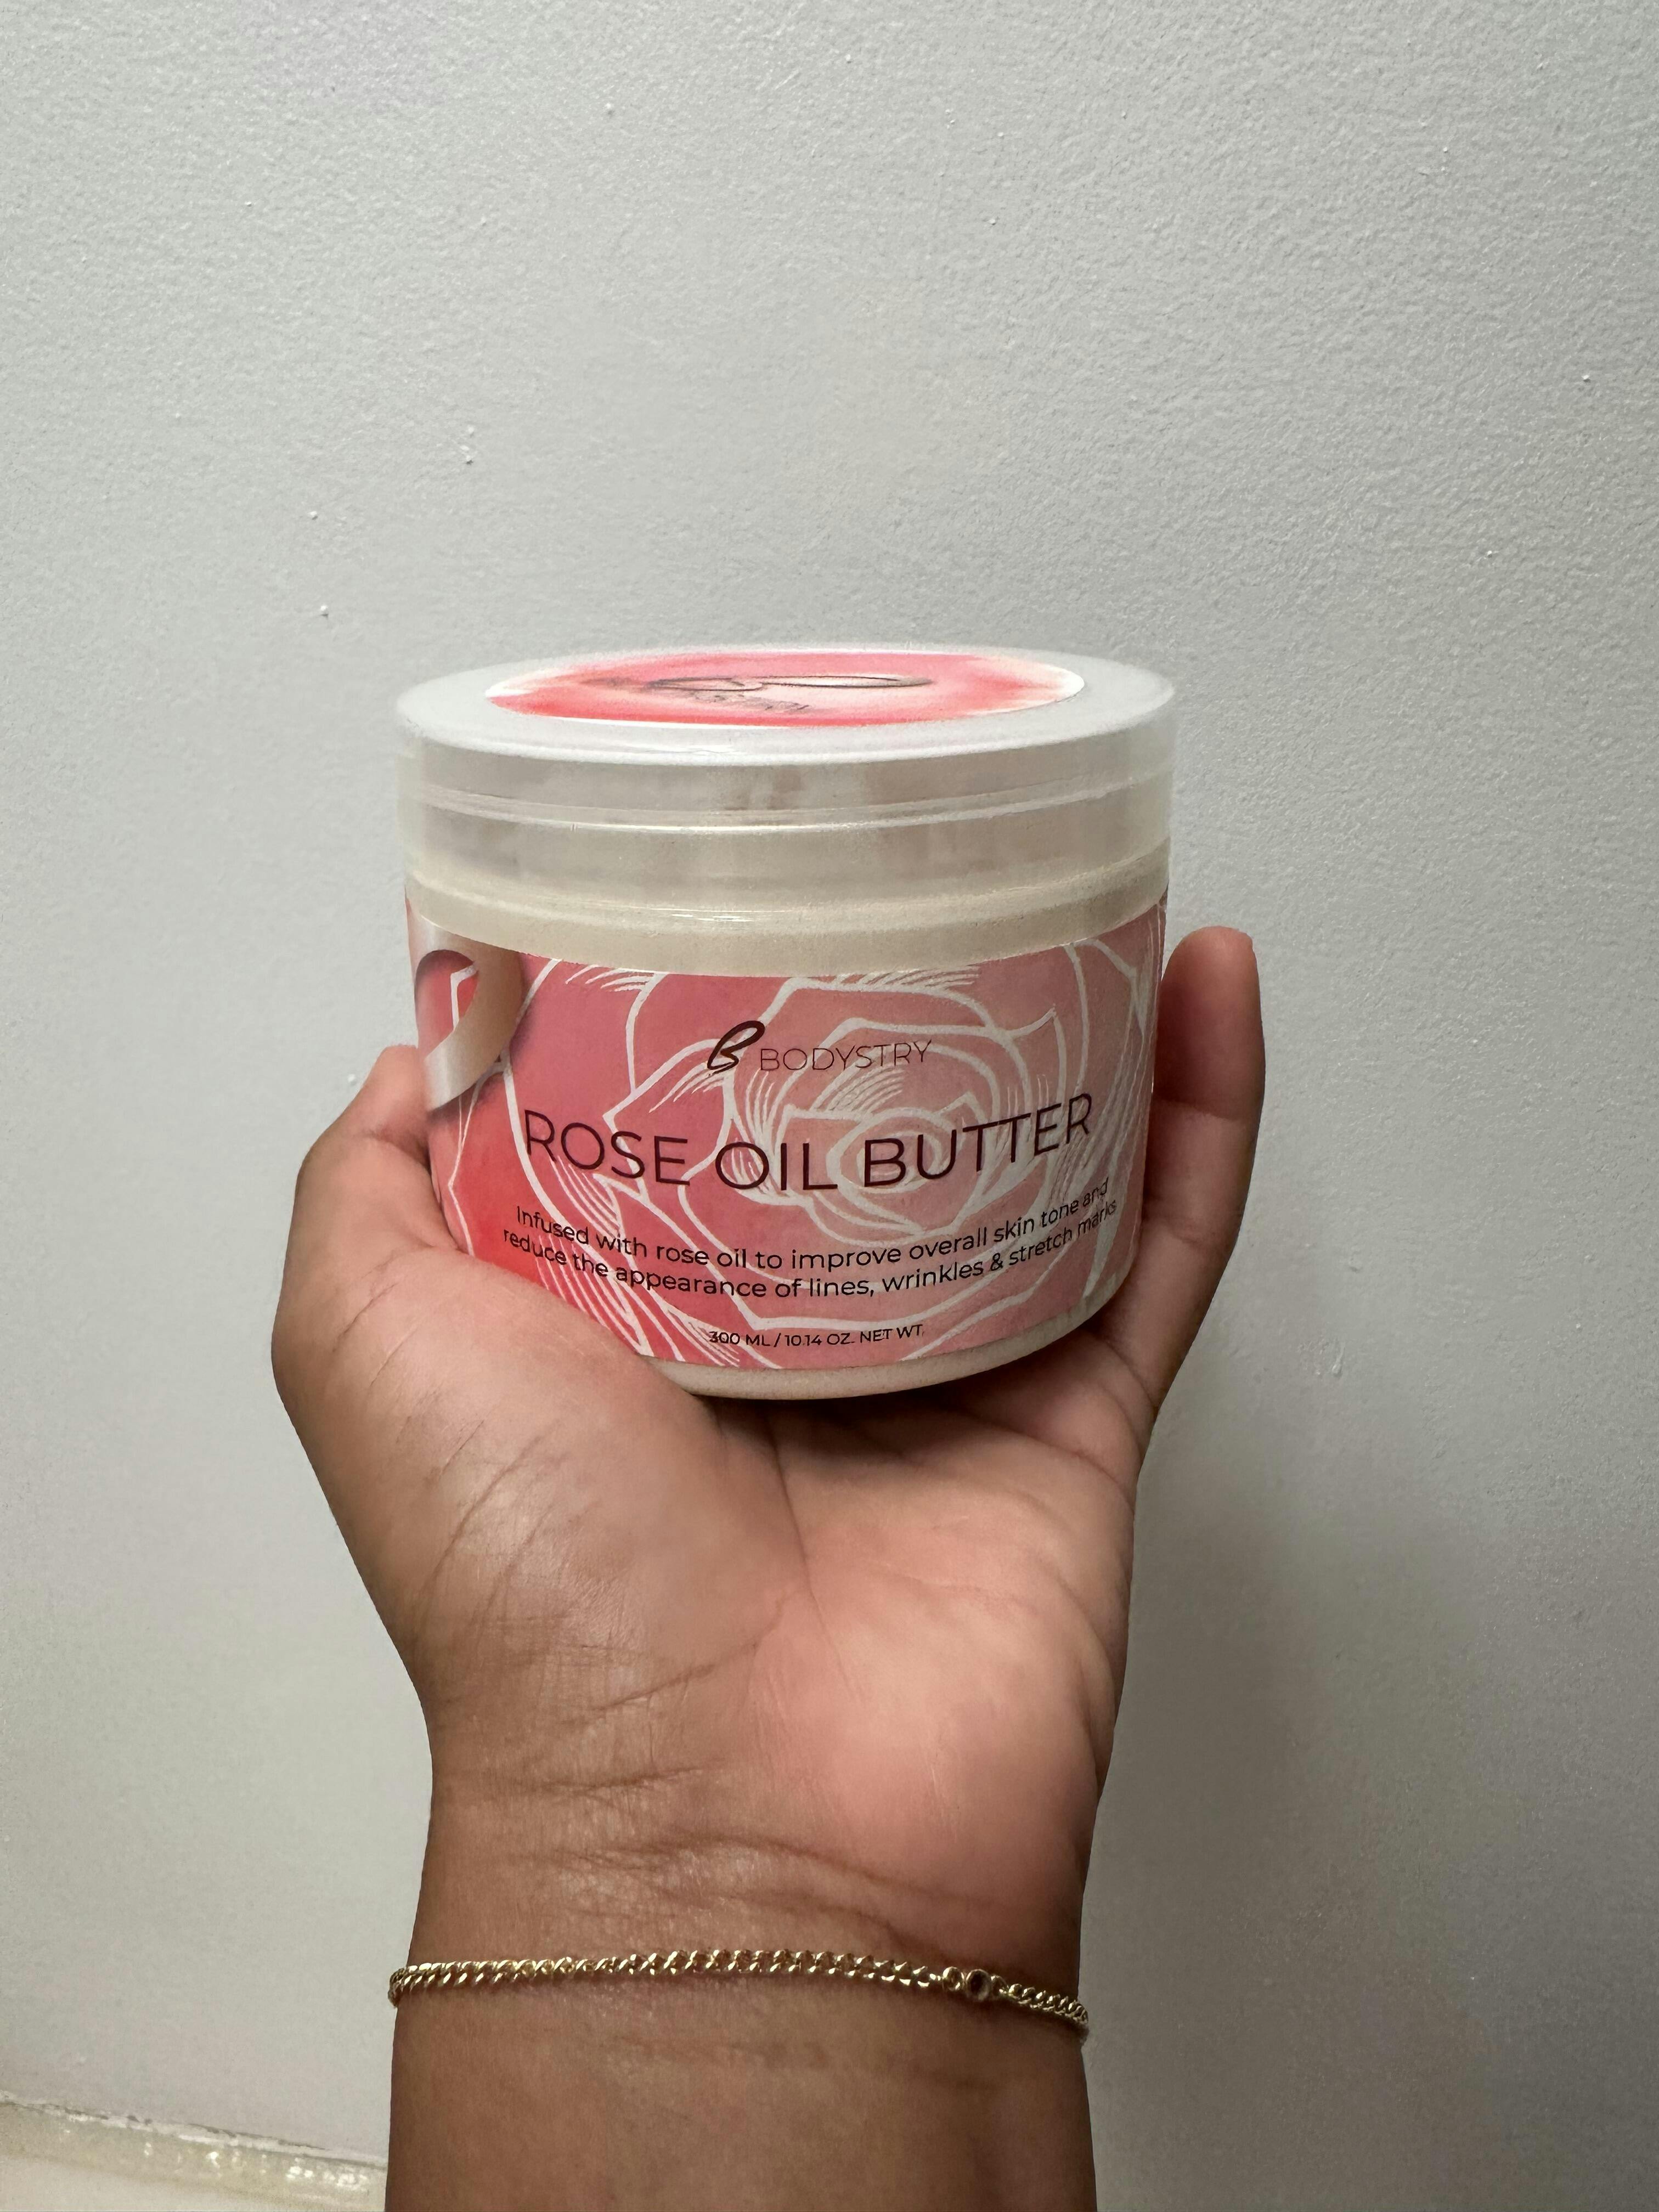 B BODYSTRY
ROSE OIL BUTTER
Infused with rose oil to improve overall skin tone and
reduce the appearance of lines, wrinkles & stretch marks
300 ML / 10.14 OZ. NET WT.